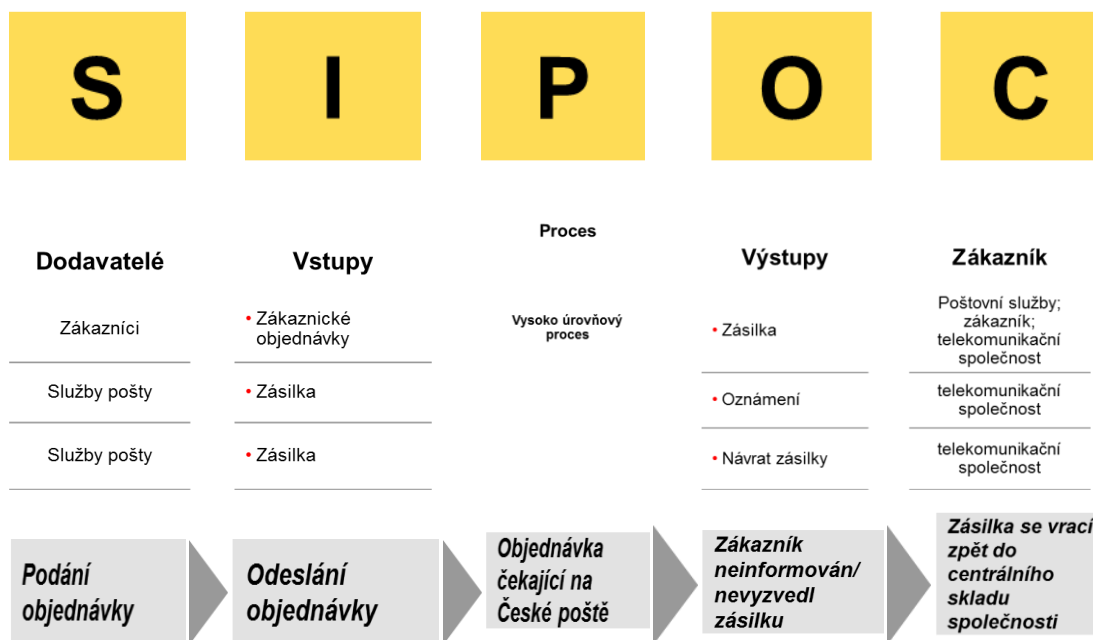 S
I
P
O
C
Dodavatelé
Vstupy
Proces
Výstupy
Zákazník
Zákazníci
• Zákaznické
objednávky
Vysoko úrovňový
proces
• Zásilka
Poštovní služby;
zákazník;
telekomunikační
společnost
Služby pošty
• Zásilka
• Oznámení
telekomunikační
společnost
Služby pošty
• Zásilka
• Návrat zásilky
telekomunikační
společnost
Podání
objednávky
Odeslání
objednávky
Objednávka
čekající na
České poště
Zákazník
neinformován/
nevyzvedl
zásilku
Zásilka se vrací
zpět do
centrálního
skladu
společnosti